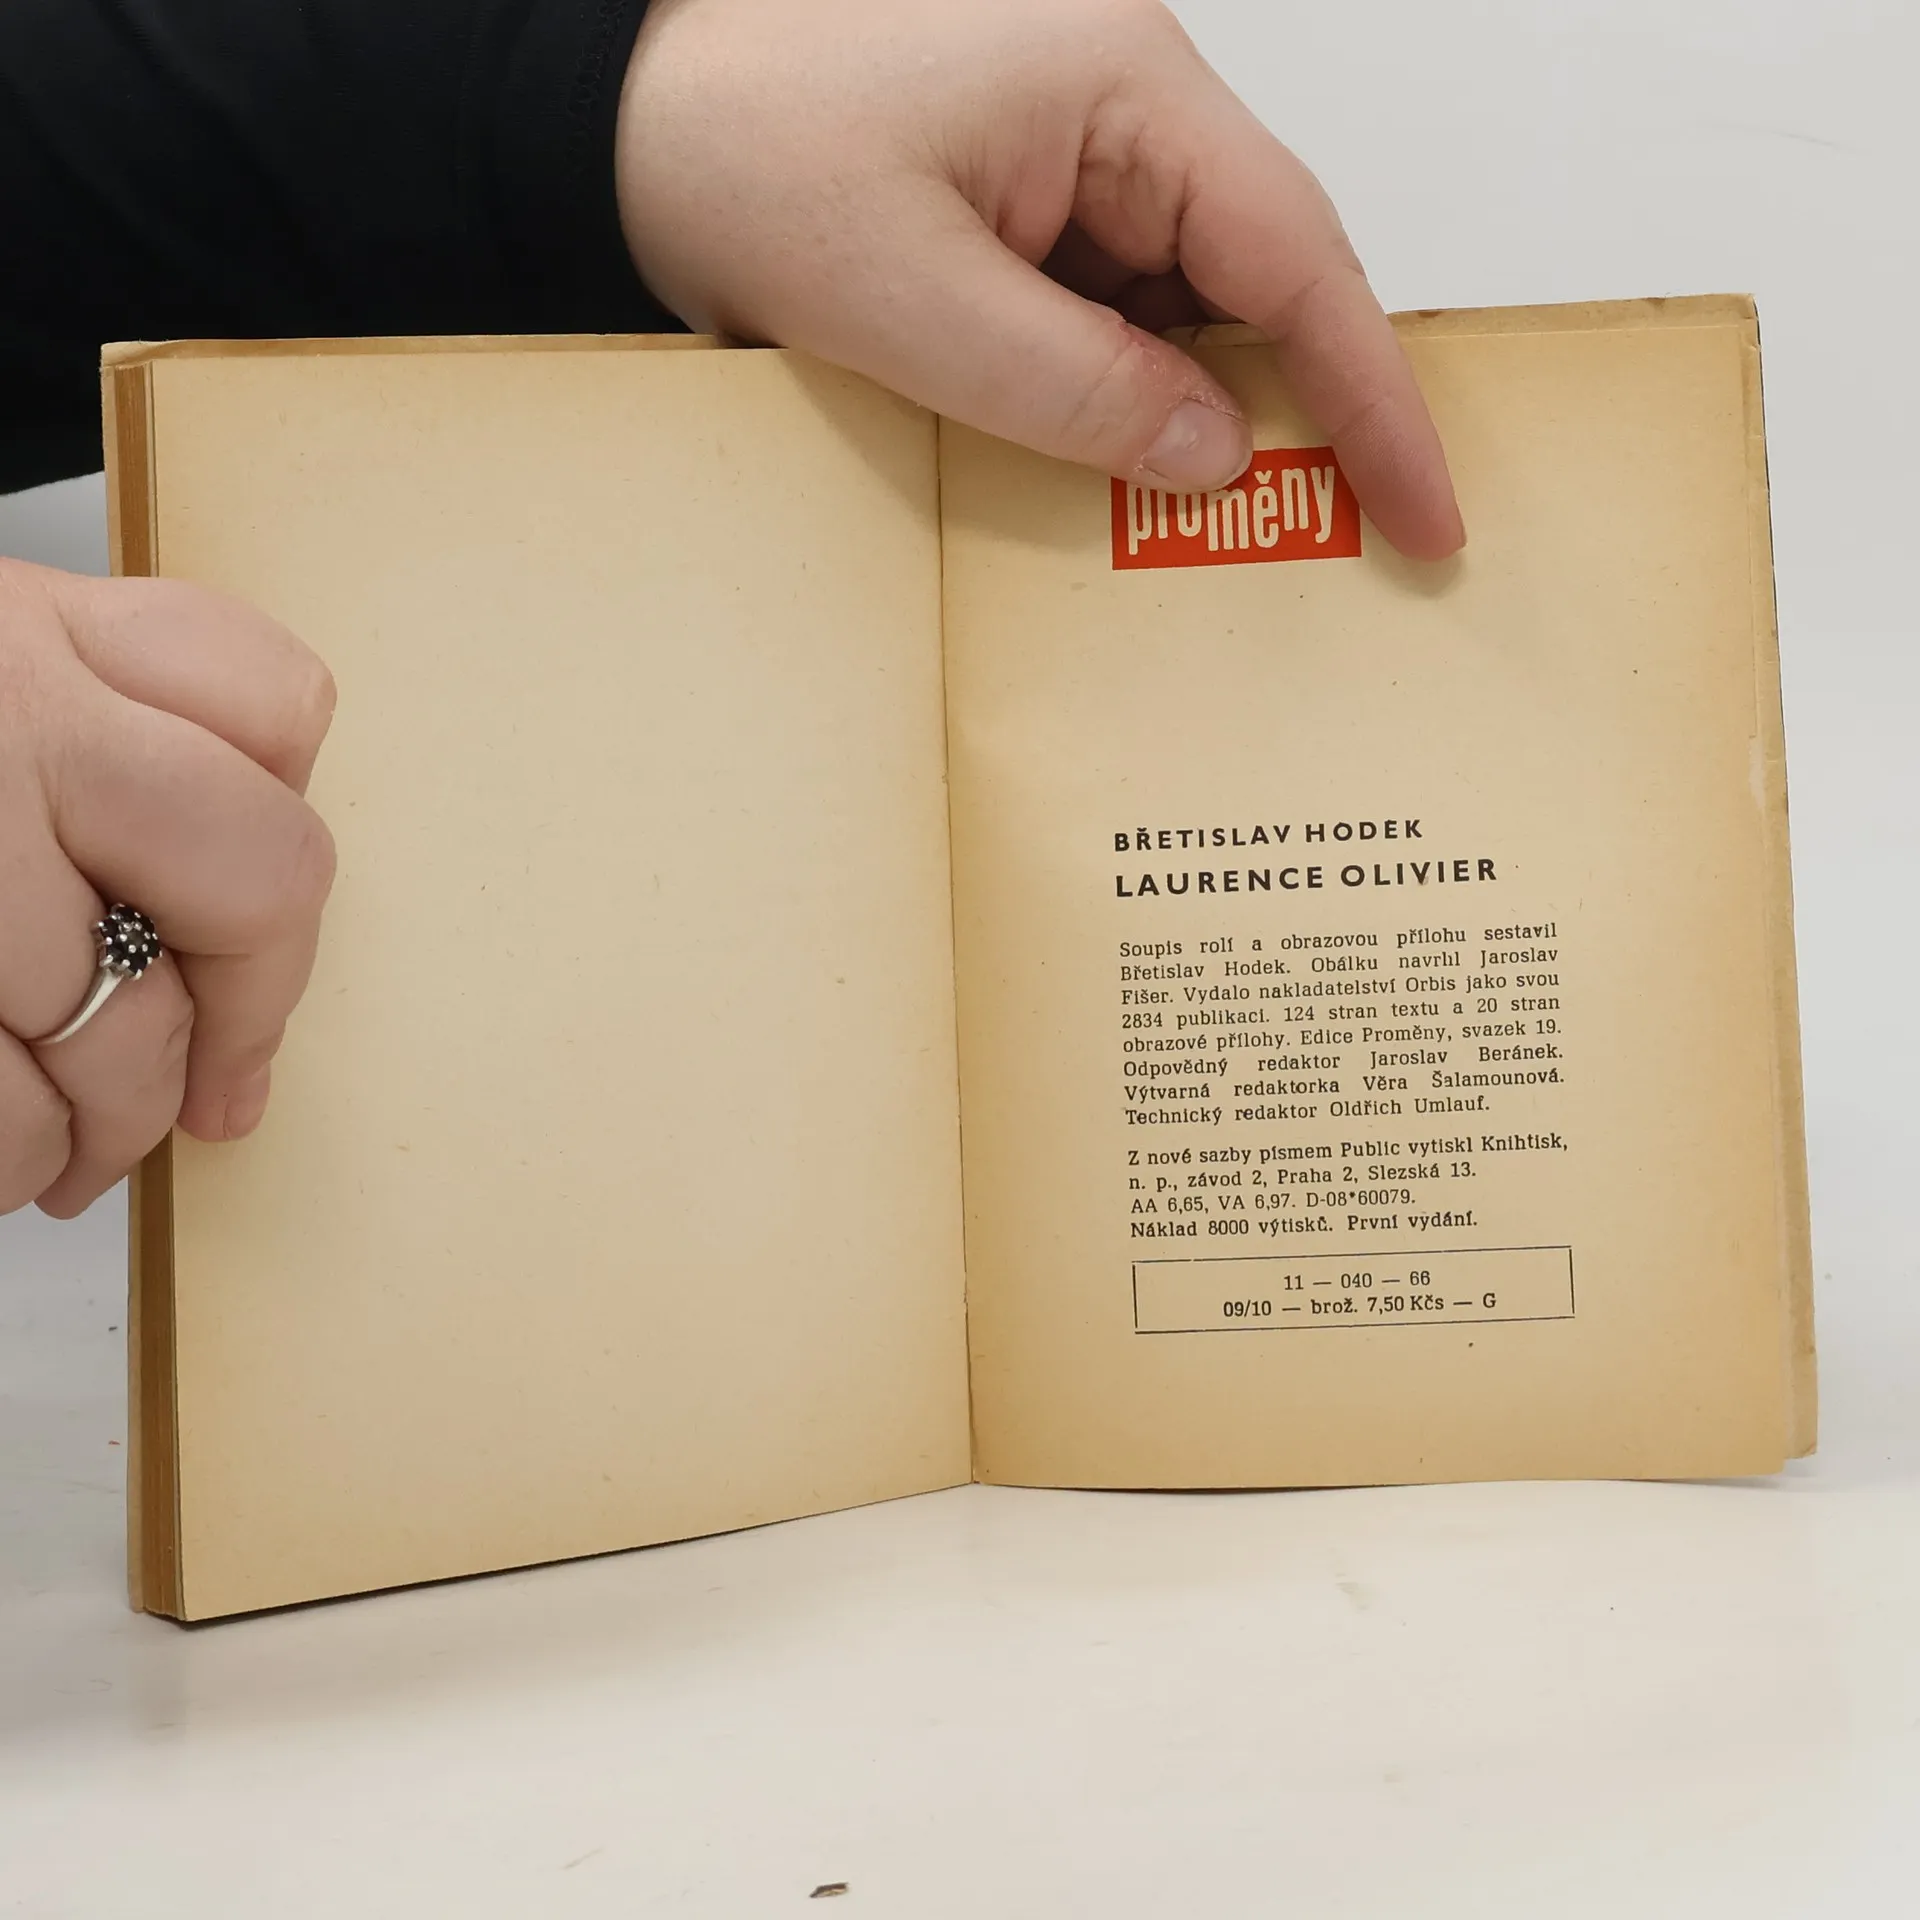 proměny
BŘETISLAV HODEK
LAURENCE OLIVIER
Soupis rolí a obrazovou přílohu sestavil
Břetislav Hodek. Obálku navrhl Jaroslav
Fišer. Vydalo nakladatelství Orbis jako svou
2834 publikaci. 124 stran textu a 20 stran
obrazové přílohy. Edice Proměny, svazek 19.
Odpovědný redaktor Jaroslav Beránek.
Výtvarná redaktorka Věra Šalamounová.
Technický redaktor Oldřich Umlauf.
Z nové sazby písmem Public vytiskl Knihtisk,
n. p., závod 2, Praha 2, Slezská 13.
AA 6,65, VA 6,97. D-08*60079.
Náklad 8000 výtisků. První vydání.
11 — 040 — 66
09/10 — brož. 7,50 Kčs — G